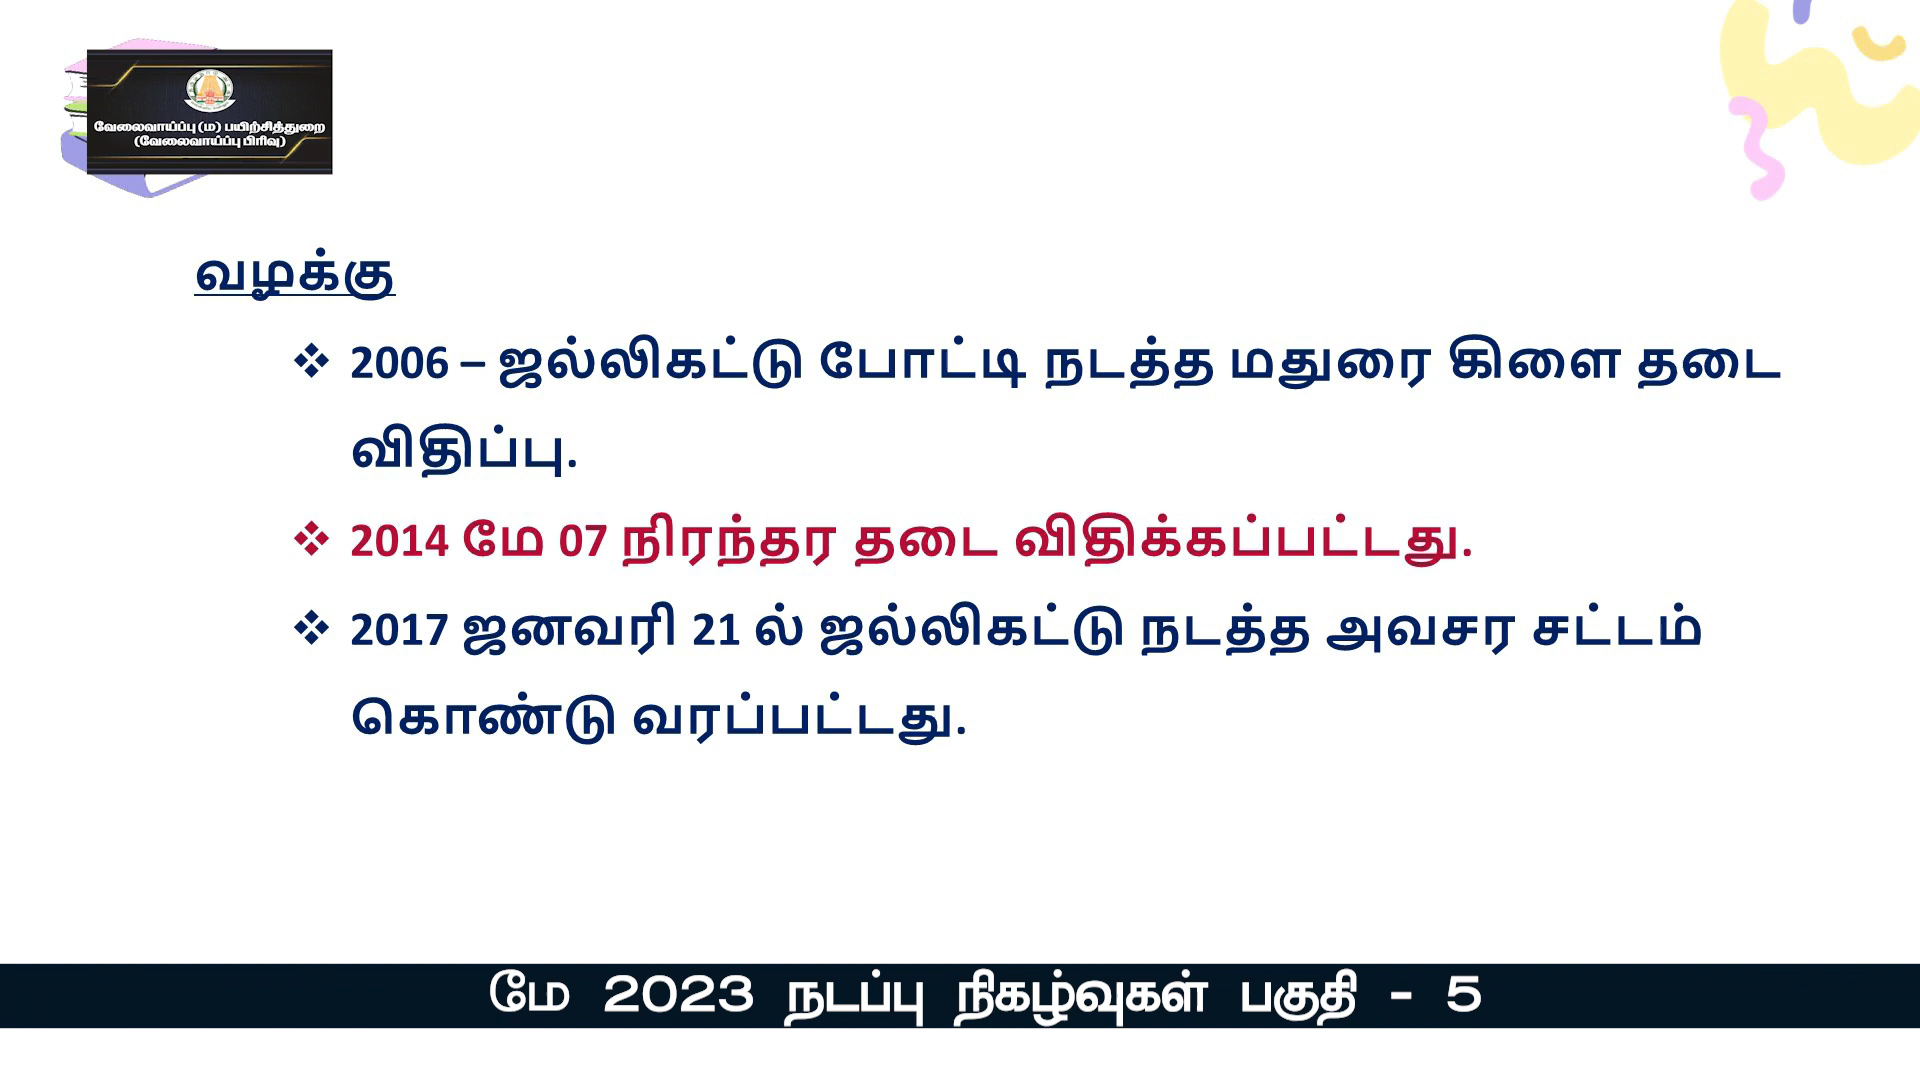 வேலைவாய்ப்பு (ம) பயிற்சித்துறை
(வேலைவாய்ப்பு பிரிவு)
வழக்கு
❖ 2006 – ஜல்லிகட்டு போட்டி நடத்த மதுரை கிளை தடை
விதிப்பு.
❖ 2014 மே 07 நிரந்தர தடை விதிக்கப்பட்டது.
❖ 2017 ஜனவரி 21 ல் ஜல்லிகட்டு நடத்த அவசர சட்டம்
கொண்டு வரப்பட்டது.
மே 2023 நடப்பு நிகழ்வுகள் பகுதி - 5